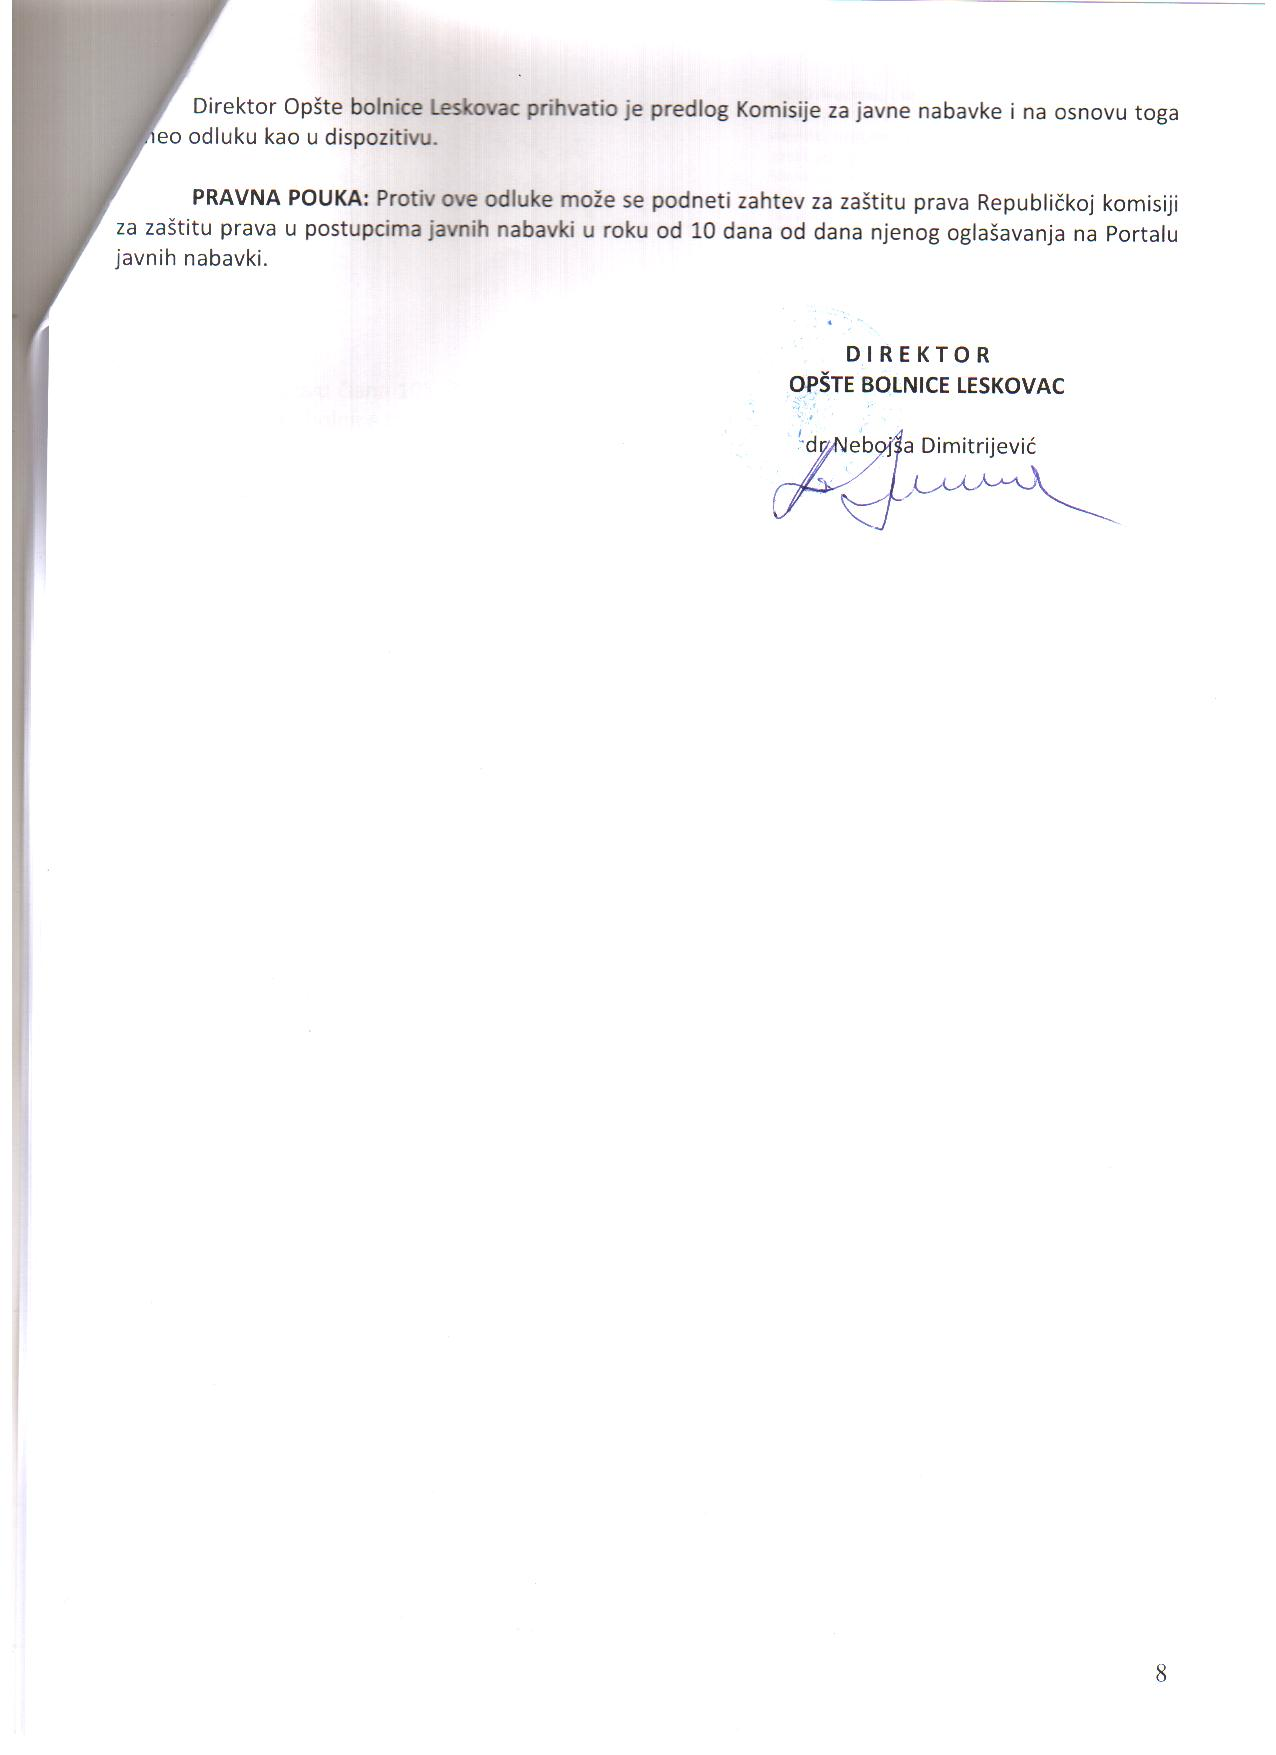 Direktor Opšte bolnice Leskovac prihvatio je predlog Komisije za javne nabavke i na osnovu toga
odluku kao u dispozitivu.
PRAVNA POUKA: Protiv ove odluke može se podneti zahtev za zaštitu prava Republičkoj komisiji
za zaštitu prava u postupcima javnih nabavki u roku od 10 dana od dana njenog oglašavanja na Portalu
javnih nabavki.
D I R E K T O R
OPŠTE BOLNICE LESKOVAC
dr Nebojša Dimitrijević
8